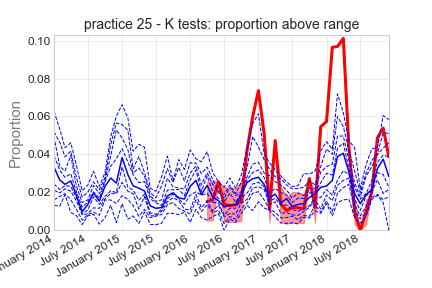 practice 25 - K tests: proportion above range
Proportion
0.10
0.08
0.06
0.04
0.02
0.00
nuary 2014
July 2014
January 2015
July 2015
January 2016
July 2016
January 2017
July 2017
January 2018
July 2018